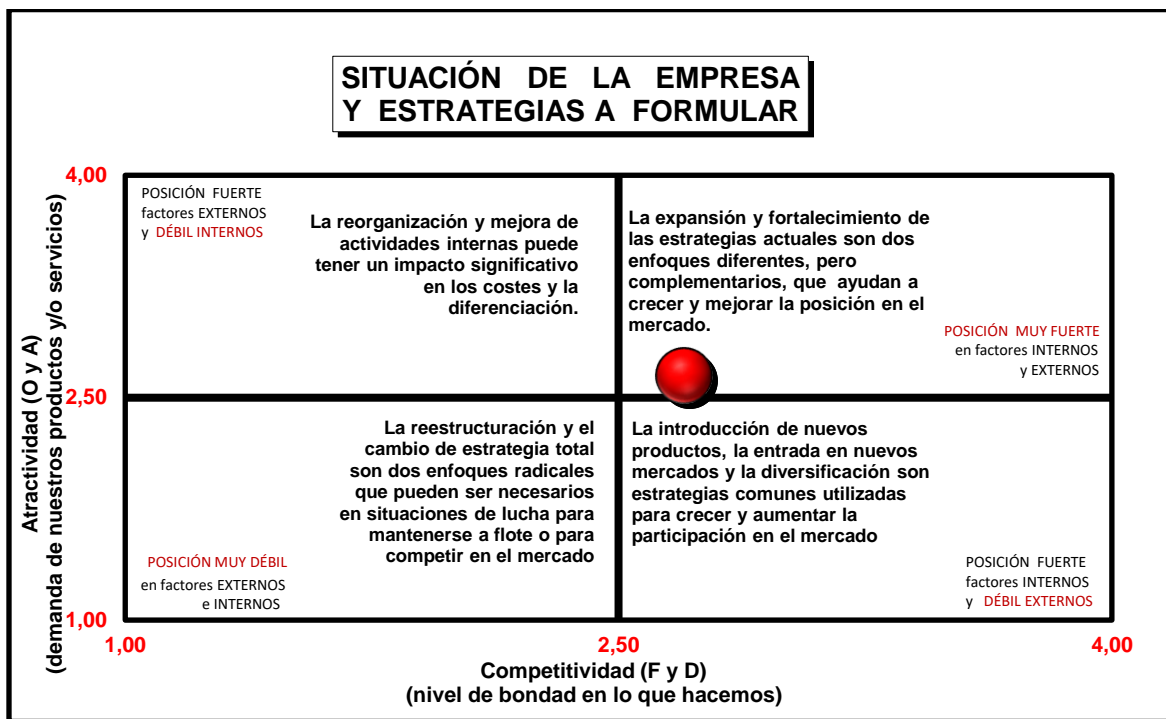 SITUACIÓN DE LA EMPRESA
Y ESTRATEGIAS A FORMULAR
Atractividad (O y A)
(demanda de nuestros productos y/o servicios)
4,00
POSICIÓN FUERTE
factores EXTERNOS
y DÉBIL INTERNOS
La reorganización y mejora de
actividades internas puede
tener un impacto significativo
en los costes y la
diferenciación.
La expansión y fortalecimiento de
las estrategias actuales son dos
enfoques diferentes, pero
complementarios, que ayudan a
crecer y mejorar la posición en el
mercado.
POSICIÓN MUY FUERTE
en factores INTERNOS
y EXTERNOS
2,50
La reestructuración y el
cambio de estrategia total
son dos enfoques radicales
que pueden ser necesarios
en situaciones de lucha para
mantenerse a flote o para
competir en el mercado
POSICIÓN MUY DÉBIL
en factores EXTERNOS
e INTERNOS
La introducción de nuevos
productos, la entrada en nuevos
mercados y la diversificación son
estrategias comunes utilizadas
para crecer y aumentar la
participación en el mercado
POSICIÓN FUERTE
factores INTERNOS
y DÉBIL EXTERNOS
1,00
1,00
2,50
4,00
Competitividad (F y D)
(nivel de bondad en lo que hacemos)